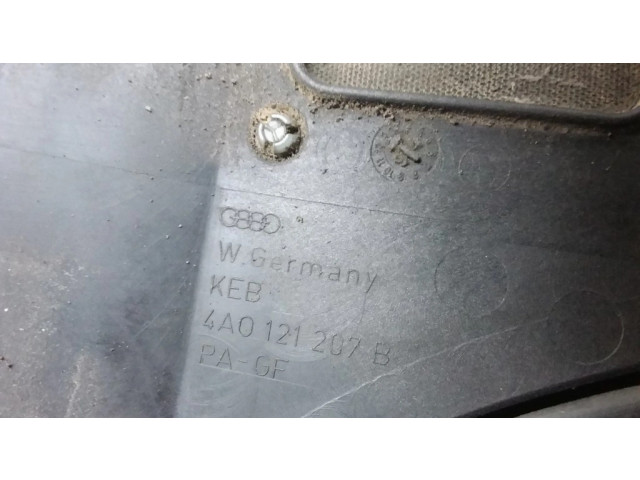 W. Germany
KEB
4A0 121 207 B
PA-GF